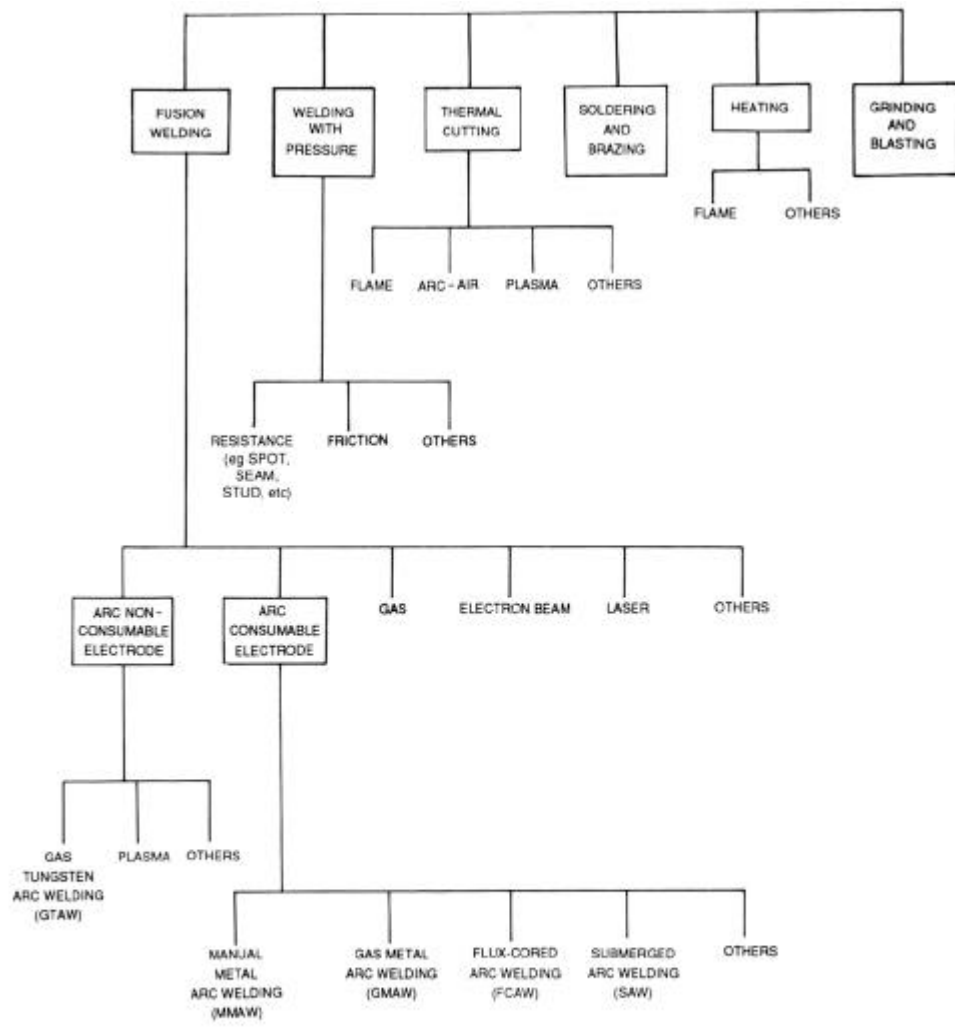 FUSION
WELDING
WELDING
WITH
PRESSURE
THERMAL
CUTTING
SOLDERING
AND
BRAZING
HEATING
GRINDING
AND
BLASTING
FLAME
OTHERS
FLAME
ARC-AIR
PLASMA
OTHERS
RESISTANCE
(eg SPOT,
SEAM,
STUD, etc)
FRICTION
OTHERS
ARC NON-
CONSUMABLE
ELECTRODE
ARC
CONSUMABLE
ELECTRODE
GAS
ELECTRON BEAM
LASER
OTHERS
GAS
TUNGSTEN
ARC WELDING
(GTAW)
PLASMA
OTHERS
MANUAL
METAL
ARC WELDING
(MMAW)
GAS METAL
ARC WELDING
(GMAW)
FLUX-CORED
ARC WELDING
(FCAW)
SUBMERGED
ARC WELDING
(SAW)
OTHERS